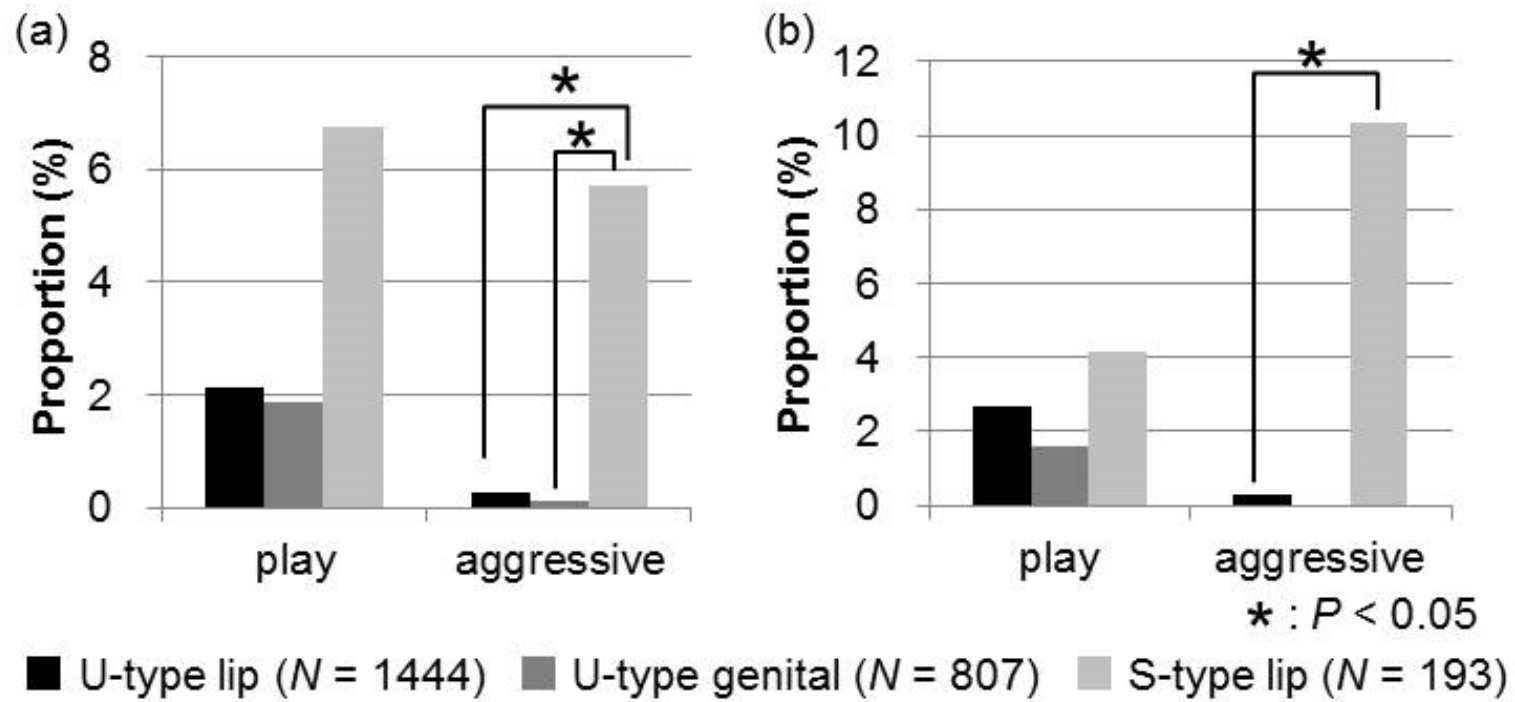 (a)
8
6
4
2
0
Proportion (%)
*
*
play aggressive
(b)
12
10
8
6
4
2
0
Proportion (%)
*
play aggressive
* : P < 0.05
U-type lip (N = 1444) U-type genital (N = 807) S-type lip (N = 193)